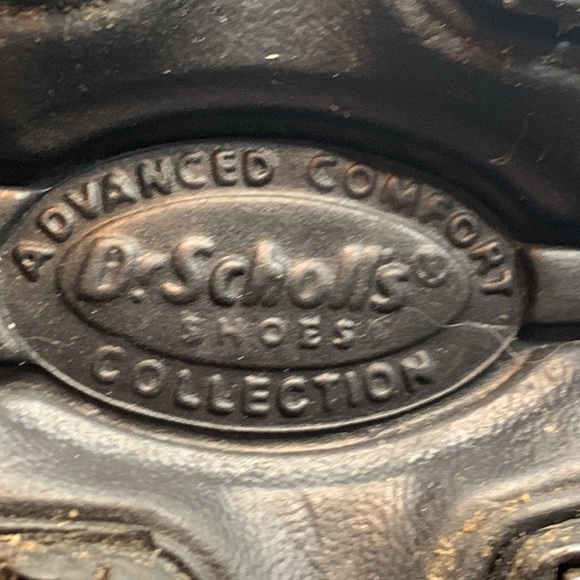 ADVANCED COMFORT
Dr. Scholl's®
SHOES
COLLECTION